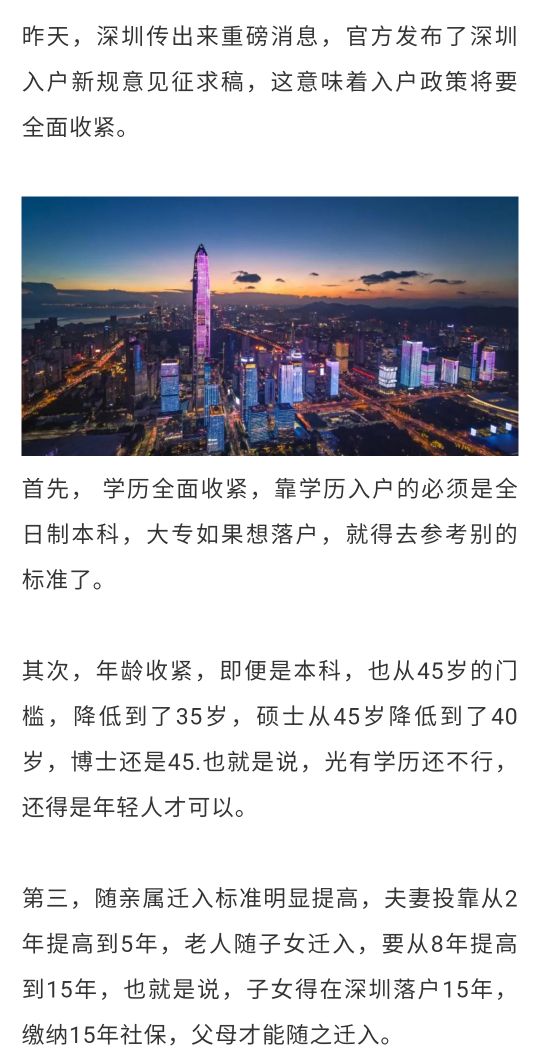 昨天，深圳传出来重磅消息，官方发布了深圳
入户新规意见征求稿，这意味着入户政策将要
全面收紧。
首先， 学历全面收紧，靠学历入户的必须是全
日制本科，大专如果想落户，就得去参考别的
标准了。
其次，年龄收紧，即便是本科，也从45岁的门
槛，降低到了35岁，硕士从45岁降低到了40
岁，博士还是45.也就是说，光有学历还不行，
还得是年轻人才可以。
第三，随亲属迁入标准明显提高，夫妻投靠从2
年提高到5年，老人随子女迁入，要从8年提高
到15年，也就是说，子女得在深圳落户15年，
缴纳15年社保，父母才能随之迁入。